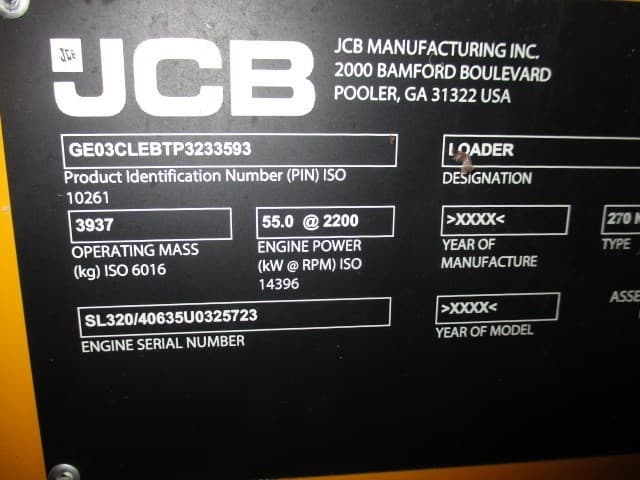 JCB
JCB
JCB MANUFACTURING INC.
2000 BAMFORD BOULEVARD
POOLER, GA 31322 USA
GE03CLEBTP3233593
Product Identification Number (PIN) ISO
10261
LOADER
DESIGNATION
3937
OPERATING MASS
(kg) ISO 6016
55.0 @ 2200
ENGINE POWER
(kW @ RPM) ISO
14396
>XXXX<
YEAR OF
MANUFACTURE
270
TYPE
SL320/40635U0325723
ENGINE SERIAL NUMBER
>XXXX<
YEAR OF MODEL
ASSE